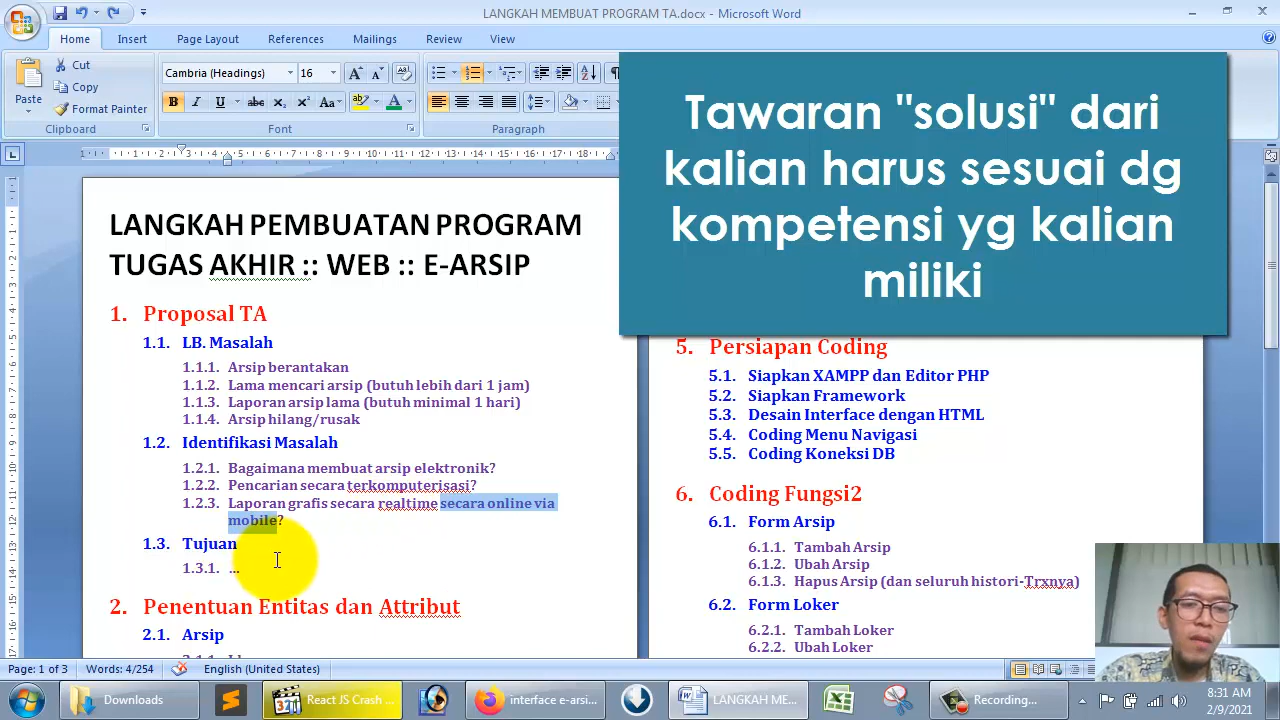 LANGKAH MEMBUAT PROGRAM TA.docx - Microsoft Word
Home Insert Page Layout References Mailings Review View
Paste
Cut
Copy
Format Painter
Clipboard
Cambria (Headings) 16
Font
Paragraph
Tawaran "solusi" dari
kalian harus sesuai dg
kompetensi yg kalian
miliki
LANGKAH PEMBUATAN PROGRAM
TUGAS AKHIR :: WEB :: E-ARSIP
1. Proposal TA
1.1. LB. Masalah
1.1.1. Arsip berantakan
1.1.2. Lama mencari arsip (butuh lebih dari 1 jam)
1.1.3. Laporan arsip lama (butuh minimal 1 hari)
1.1.4. Arsip hilang/rusak
1.2. Identifikasi Masalah
1.2.1. Bagaimana membuat arsip elektronik?
1.2.2. Pencarian secara terkomputerisasi?
1.2.3. Laporan grafis secara realtime secara online via
mobile?
1.3. Tujuan
1.3.1. ...
2. Penentuan Entitas dan Attribut
2.1. Arsip
5. Persiapan Coding
5.1. Siapkan XAMPP dan Editor PHP
5.2. Siapkan Framework
5.3. Desain Interface dengan HTML
5.4. Coding Menu Navigasi
5.5. Coding Koneksi DB
6. Coding Fungsi2
6.1. Form Arsip
6.1.1. Tambah Arsip
6.1.2. Ubah Arsip
6.1.3. Hapus Arsip (dan seluruh histori-Trxnya)
6.2. Form Loker
6.2.1. Tambah Loker
6.2.2. Ubah Loker
Page: 1 of 3 Words: 4/254 English (United States)
Downloads
React JS Crash ...
interface e-arsi...
LANGKAH ME...
Recording...
8:31 AM
2/9/2021